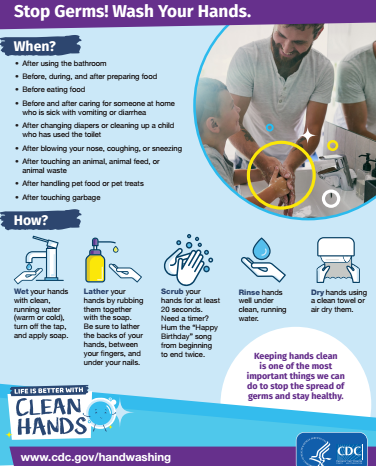 Stop Germs! Wash Your Hands.
When?
• After using the bathroom
• Before, during, and after preparing food
• Before eating food
• Before and after caring for someone at home
who is sick with vomiting or diarrhea
• After changing diapers or cleaning up a child
who has used the toilet
• After blowing your nose, coughing, or sneezing
• After touching an animal, animal feed, or
animal waste
• After handling pet food or pet treats
• After touching garbage
How?
Wet your hands
with clean,
running water
(warm or cold),
turn off the tap,
and apply soap.
Lather your
hands by rubbing
them together
with the soap.
Be sure to lather
the backs of your
hands, between
your fingers, and
under your nails.
Scrub your
hands for at least
20 seconds.
Need a timer?
Hum the “Happy
Birthday” song
from beginning
to end twice.
Rinse hands
well under
clean, running
water.
Dry hands using
a clean towel or
air dry them.
Keeping hands clean
is one of the most
important things we can
do to stop the spread of
germs and stay healthy.
LIFE IS BETTER WITH
CLEAN
HANDS
www.cdc.gov/handwashing
CDC